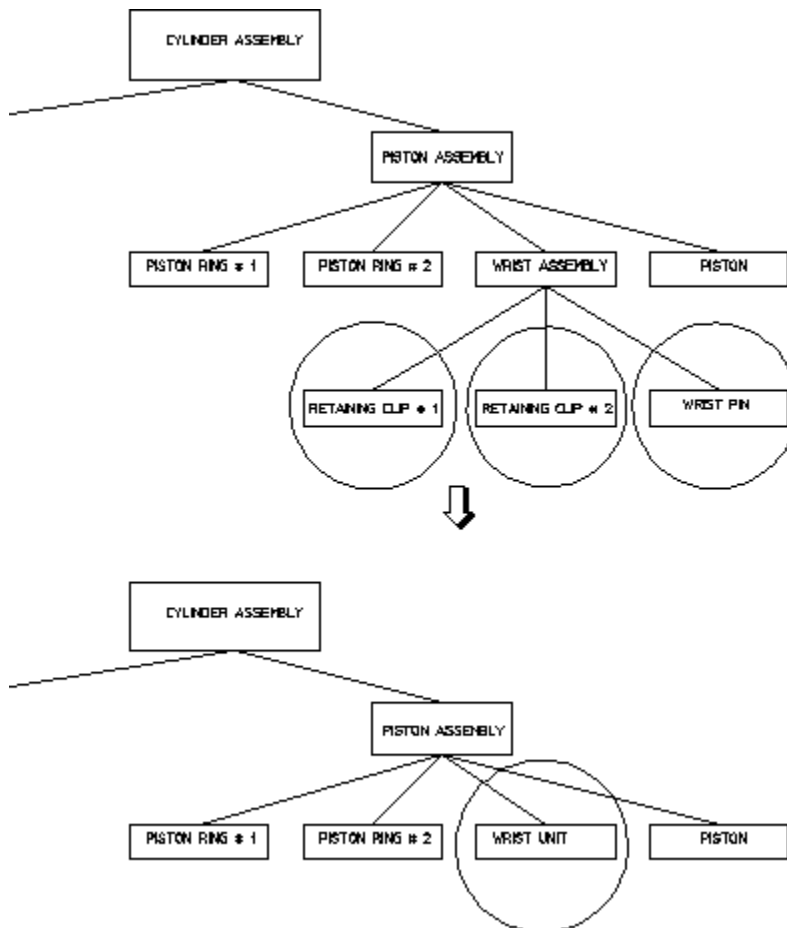 CYLINDER ASSEMBLY
PISTON ASSEMBLY
PISTON RING # 1
PISTON RING # 2
WRIST ASSEMBLY
PISTON
RETAINING CLIP # 1
RETAINING CLIP # 2
WRIST PIN
CYLINDER ASSEMBLY
PISTON ASSEMBLY
PISTON RING # 1
PISTON RING # 2
WRIST UNIT
PISTON